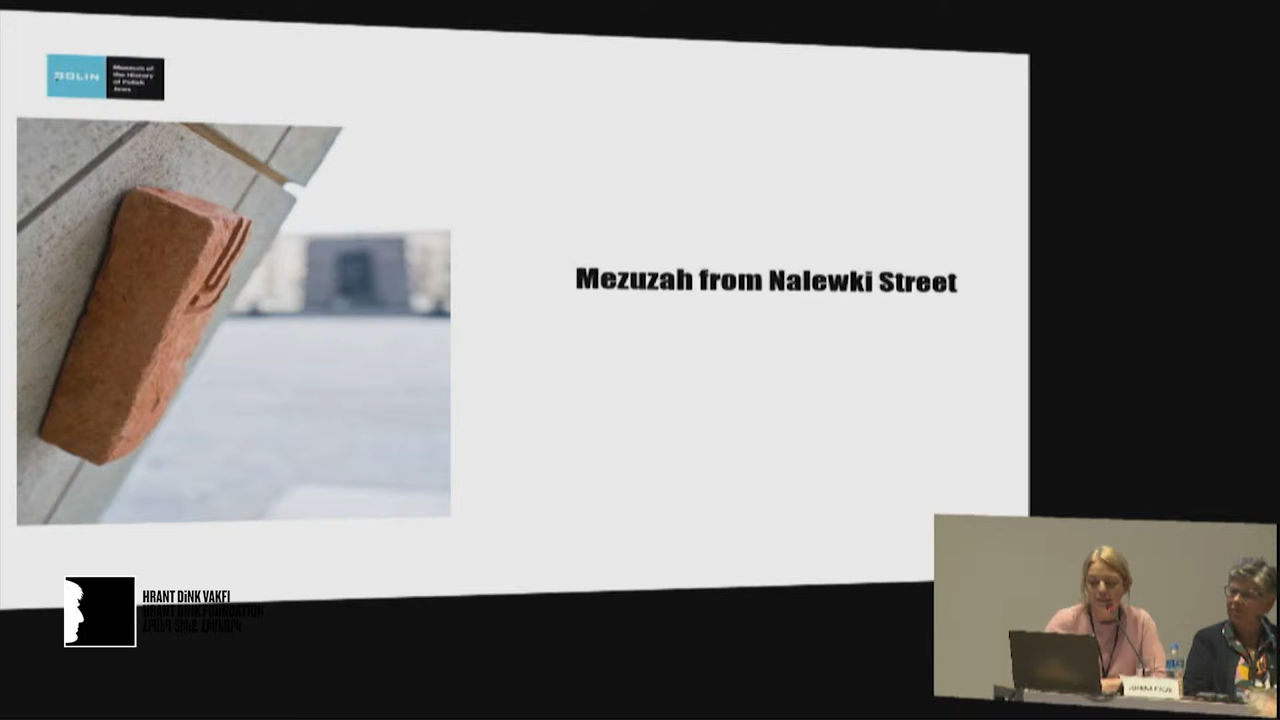 POLIN
Museum of
the History
of Polish
Jews
Mezuzah from Nalewki Street
HRANT DiNK VAKFI
HRANT DINK FOUNDATION